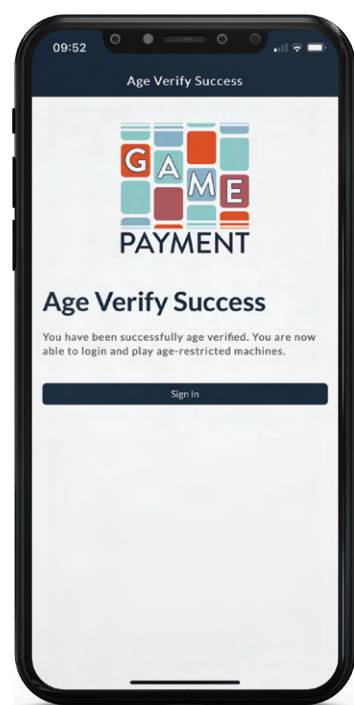 09:52
Age Verify Success
GAME
PAYMENT
Age Verify Success
You have been successfully age verified. You are now
able to login and play age-restricted machines.
Sign In